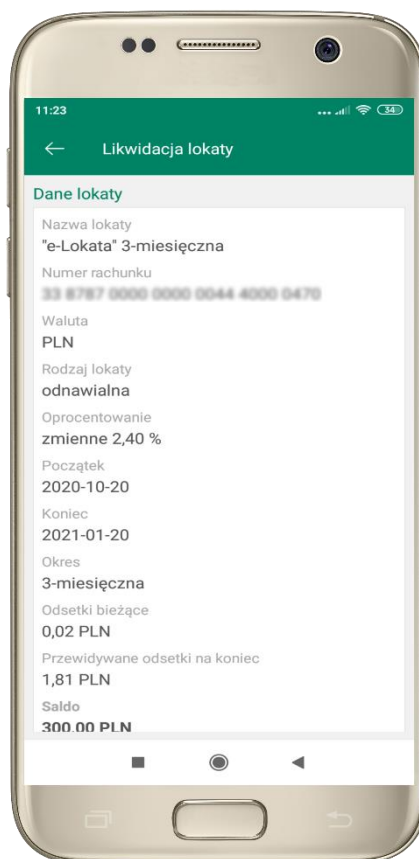 11:23
34
Likwidacja lokaty
Dane lokaty
Nazwa lokaty
"e-Lokata" 3-miesięczna
Numer rachunku
Waluta
PLN
Rodzaj lokaty
odnawialna
Oprocentowanie
zmienne 2,40 %
Początek
2020-10-20
Koniec
2021-01-20
Okres
3-miesięczna
Odsetki bieżące
0,02 PLN
Przewidywane odsetki na koniec
1,81 PLN
Saldo
300,00 PLN